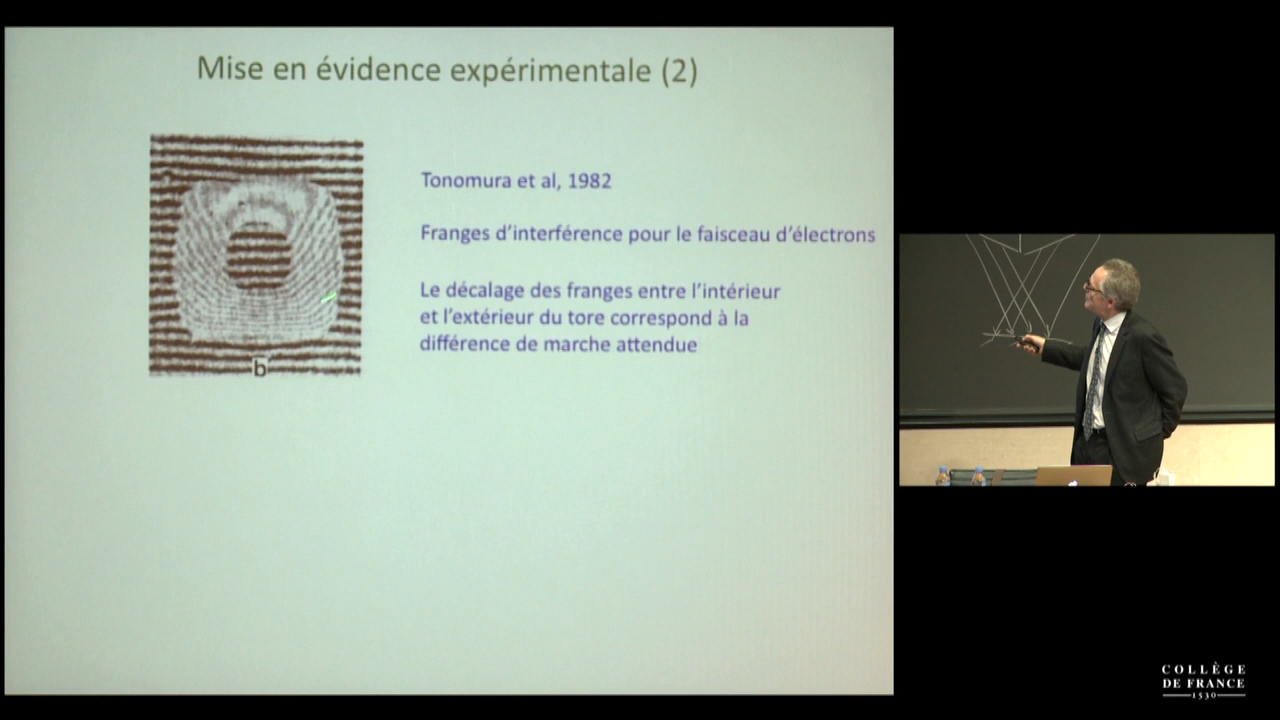 Mise en évidence expérimentale (2)
Tonomura et al, 1982
Franges d'interférence pour le faisceau d'électrons
Le décalage des franges entre l'intérieur
et l'extérieur du tore correspond à la
différence de marche attendue
b
COLLÈGE
DE FRANCE
1530